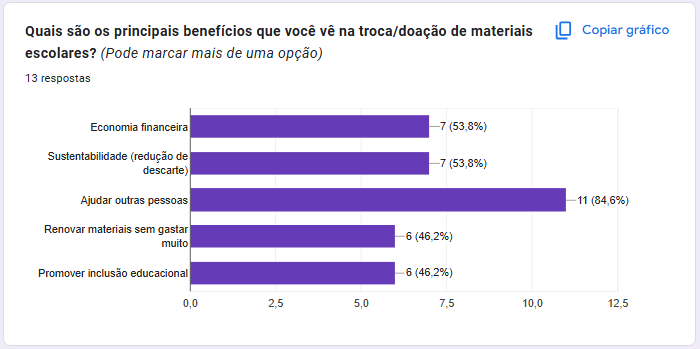 Quais são os principais benefícios que você vê na troca/doação de materiais
escolares? (Pode marcar mais de uma opção)
Copiar gráfico
13 respostas
Economia financeira
7 (53,8%)
Sustentabilidade (redução de
descarte)
7 (53,8%)
Ajudar outras pessoas
11 (84,6%)
Renovar materiais sem gastar
muito
6 (46,2%)
Promover inclusão educacional
6 (46,2%)
0,0 2,5 5,0 7,5 10,0 12,5